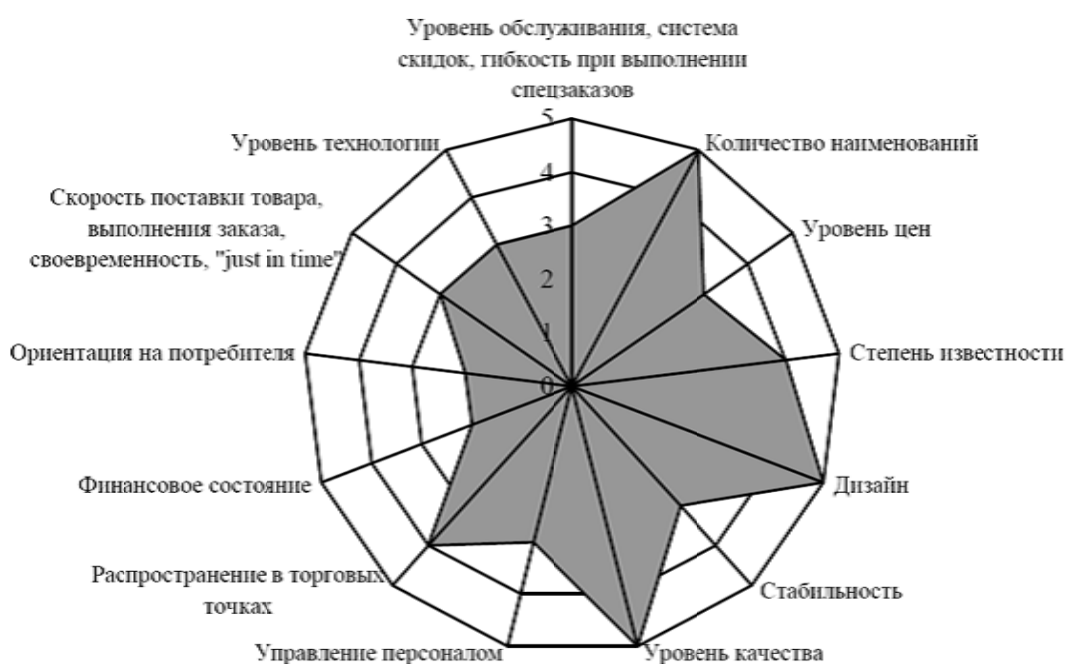 Уровень обслуживания, система
скидок, гибкость при выполнении
спецзаказов
5
Уровень технологии
Количество наименований
4
Скорость поставки товара,
выполнения заказа,
своевременность, "just in time"
3
Уровень цен
2
1
Ориентация на потребителя
Степень известности
0
Финансовое состояние
Дизайн
Распространение в торговых
точках
Стабильность
Управление персоналом
Уровень качества